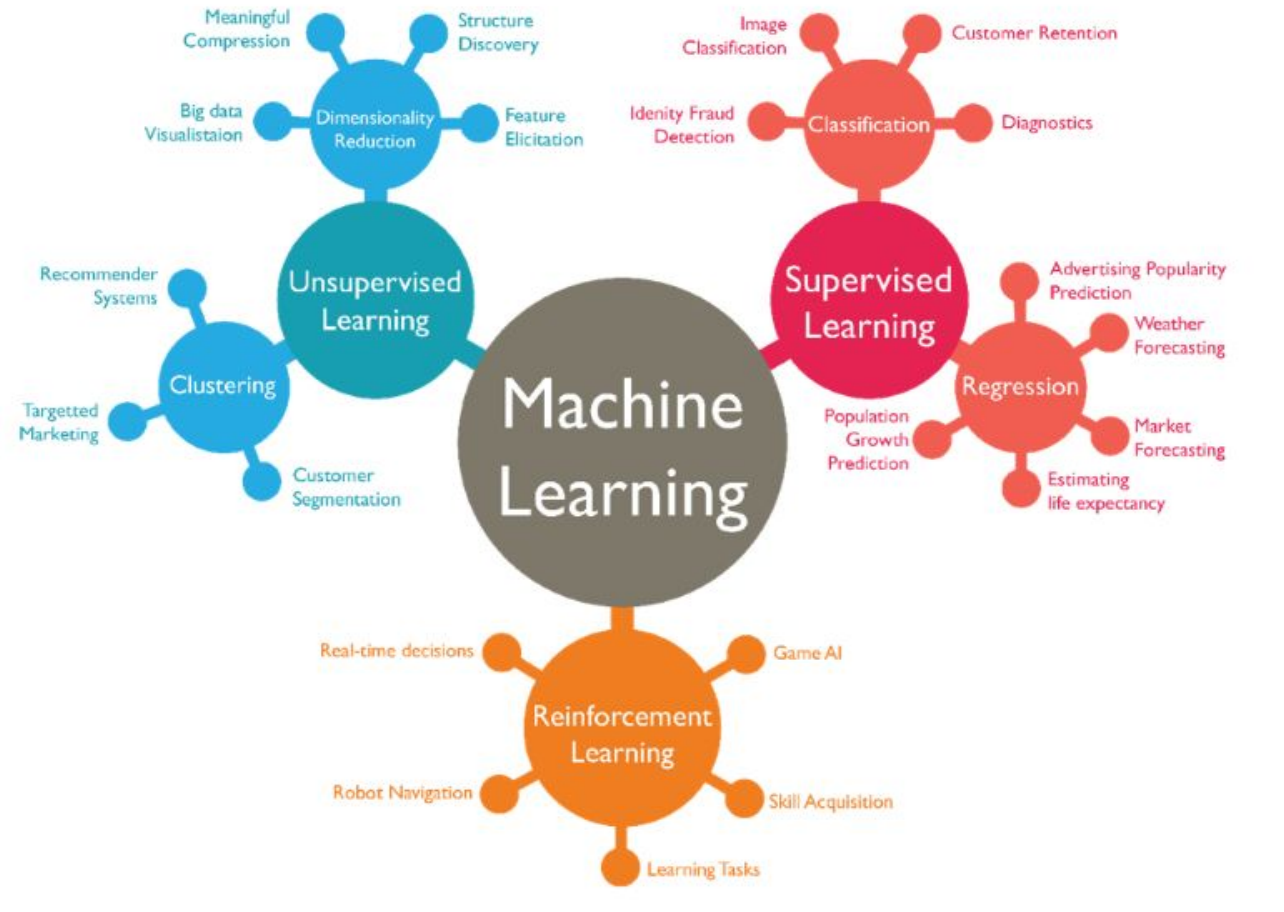 Meaningful
Compression
Structure
Discovery
Big data
Visualistaion
Dimensionality
Reduction
Feature
Elicitation
Image
Classification
Customer Retention
Idenity Fraud
Detection
Classification
Diagnostics
Recommender
Systems
Unsupervised
Learning
Clustering
Targetted
Marketing
Customer
Segmentation
Machine
Learning
Supervised
Learning
Advertising Popularity
Prediction
Weather
Forecasting
Regression
Population
Growth
Prediction
Market
Forecasting
Estimating
life expectancy
Real-time decisions
Game AI
Reinforcement
Learning
Robot Navigation
Skill Acquisition
Learning Tasks